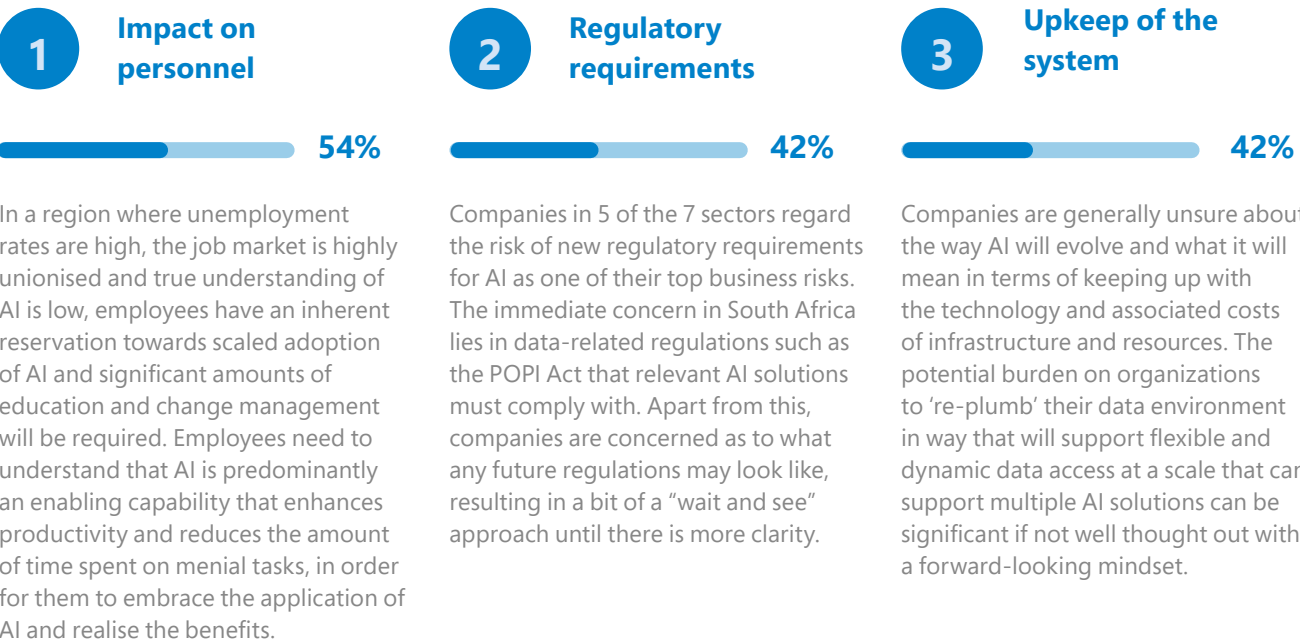 1
Impact on
personnel
54%
In a region where unemployment
rates are high, the job market is highly
unionised and true understanding of
AI is low, employees have an inherent
reservation towards scaled adoption
of AI and significant amounts of
education and change management
will be required. Employees need to
understand that AI is predominantly
an enabling capability that enhances
productivity and reduces the amount
of time spent on menial tasks, in order
for them to embrace the application of
AI and realise the benefits.
2
Regulatory
requirements
42%
Companies in 5 of the 7 sectors regard
the risk of new regulatory requirements
for AI as one of their top business risks.
The immediate concern in South Africa
lies in data-related regulations such as
the POPI Act that relevant AI solutions
must comply with. Apart from this,
companies are concerned as to what
any future regulations may look like,
resulting in a bit of a “wait and see”
approach until there is more clarity.
3
Upkeep of the
system
42%
Companies are generally unsure about
the way AI will evolve and what it will
mean in terms of keeping up with
the technology and associated costs
of infrastructure and resources. The
potential burden on organizations
to ‘re-plumb’ their data environment
in way that will support flexible and
dynamic data access at a scale that can
support multiple AI solutions can be
significant if not well thought out with
a forward-looking mindset.